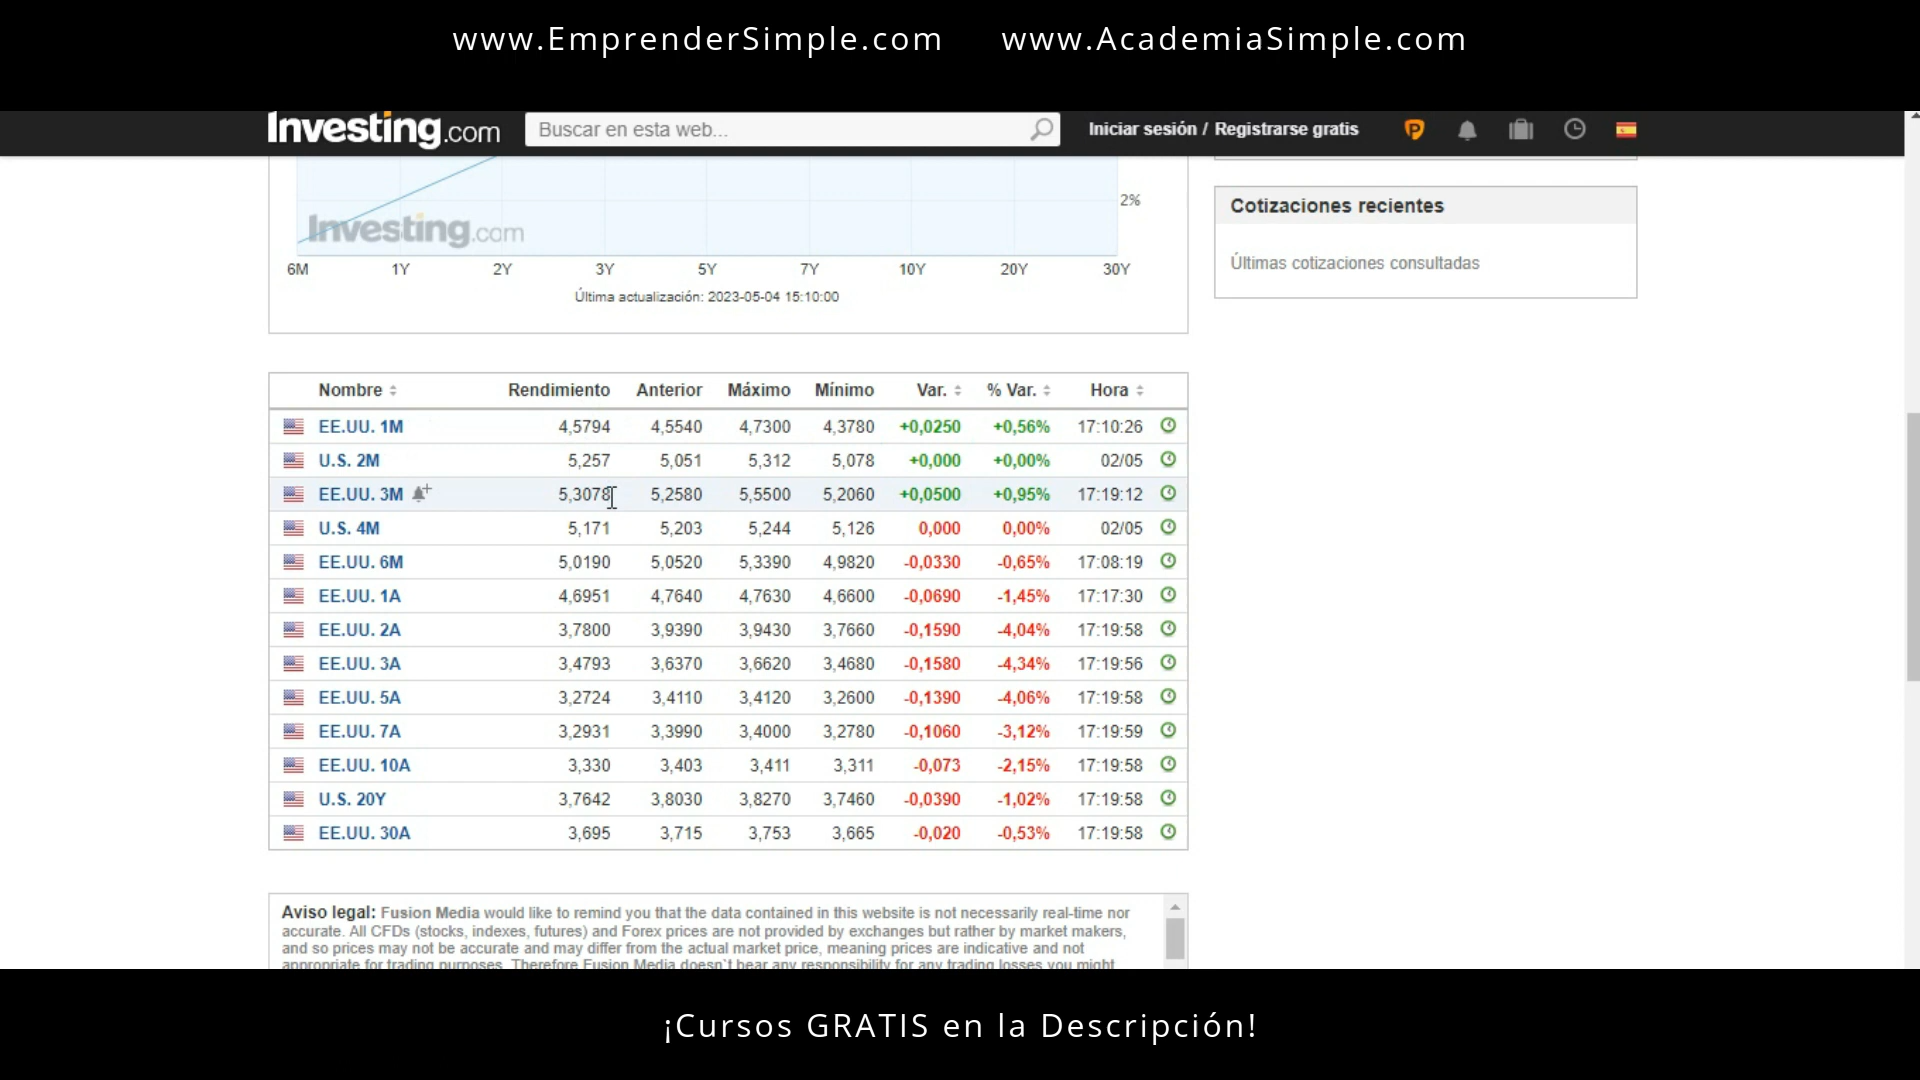 www.EmprenderSimple.com www.AcademiaSimple.com
Investing.com Buscar en esta web... Iniciar sesión / Registrarse gratis
2%
Investing.com
6M 1Y 2Y 3Y 5Y 7Y 10Y 20Y 30Y
Última actualización: 2023-05-04 15:10:00
Cotizaciones recientes
Últimas cotizaciones consultadas
Nombre Rendimiento Anterior Máximo Mínimo Var. % Var. Hora
EE.UU. 1M 4,5794 4,5540 4,7300 4,3780 +0,0250 +0,56% 17:10:26
U.S. 2M 5,257 5,051 5,312 5,078 +0,000 +0,00% 02/05
EE.UU. 3M 5,3078 5,2580 5,5500 5,2060 +0,0500 +0,95% 17:19:12
U.S. 4M 5,171 5,203 5,244 5,126 0,000 0,00% 02/05
EE.UU. 6M 5,0190 5,0520 5,3390 4,9820 -0,0330 -0,65% 17:08:19
EE.UU. 1A 4,6951 4,7640 4,7630 4,6600 -0,0690 -1,45% 17:17:30
EE.UU. 2A 3,7800 3,9390 3,9430 3,7660 -0,1590 -4,04% 17:19:58
EE.UU. 3A 3,4793 3,6370 3,6620 3,4680 -0,1580 -4,34% 17:19:56
EE.UU. 5A 3,2724 3,4110 3,4120 3,2600 -0,1390 -4,06% 17:19:58
EE.UU. 7A 3,2931 3,3990 3,4000 3,2780 -0,1060 -3,12% 17:19:59
EE.UU. 10A 3,330 3,403 3,411 3,311 -0,073 -2,15% 17:19:58
U.S. 20Y 3,7642 3,8030 3,8270 3,7460 -0,0390 -1,02% 17:19:58
EE.UU. 30A 3,695 3,715 3,753 3,665 -0,020 -0,53% 17:19:58
Aviso legal: Fusion Media would like to remind you that the data contained in this website is not necessarily real-time nor
accurate. All CFDs (stocks, indexes, futures) and Forex prices are not provided by exchanges but rather by market makers,
and so prices may not be accurate and may differ from the actual market price, meaning prices are indicative and not
appropriate for trading purposes. Therefore Fusion Media doesn`t bear any responsibility for any trading losses you might
¡Cursos GRATIS en la Descripción!